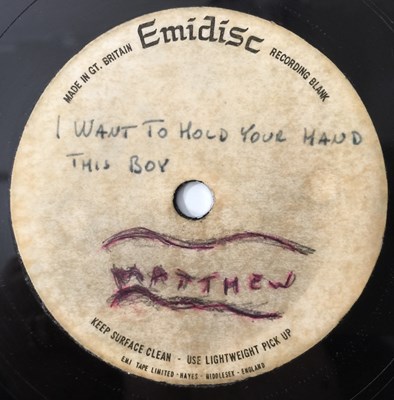 MADE IN GT. BRITAIN
Emidisc
RECORDING BLANK
I WANT TO HOLD YOUR HAND
THIS BOY
MATTHEW
KEEP SURFACE CLEAN - USE LIGHTWEIGHT PICK UP
EMI TAPE LIMITED · HAYES · MIDDLESEX · ENGLAND